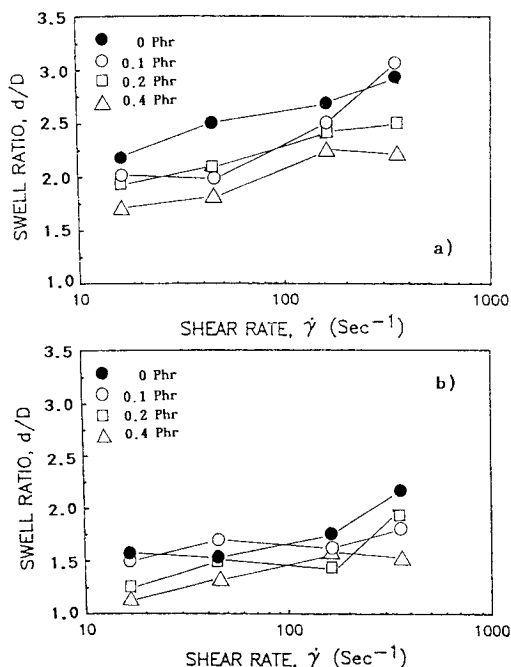 0 Phr
0.1 Phr
0.2 Phr
0.4 Phr
3.0
2.5
2.0
1.5
1.0
SWELL RATIO, d/D
a)
10
100
1000
SHEAR RATE, γ̇ (Sec⁻¹)
b)
0 Phr
0.1 Phr
0.2 Phr
0.4 Phr
3.5
3.0
2.5
2.0
1.5
1.0
SWELL RATIO, d/D
10
100
1000
SHEAR RATE, γ̇ (Sec⁻¹)